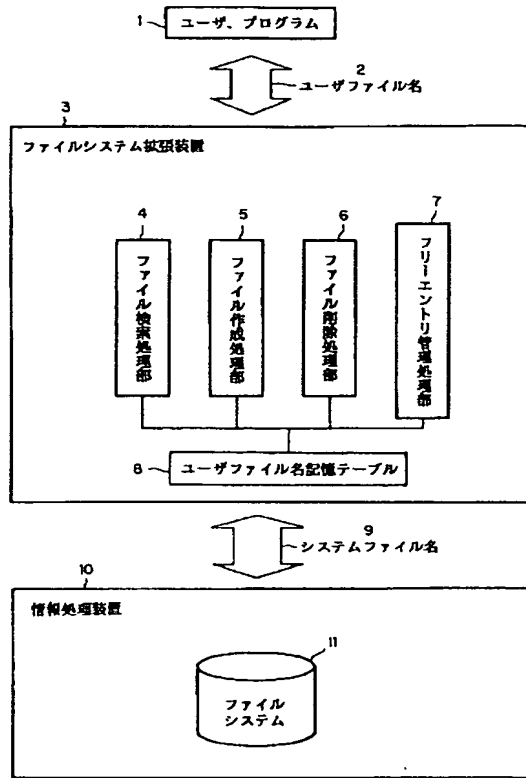 1
ユーザ、プログラム
2
ユーザファイル名
3
ファイルシステム拡張装置
4
ファイル検索処理部
5
ファイル作成処理部
6
ファイル削除処理部
7
フリーエントリ管理処理部
8
ユーザファイル名記憶テーブル
9
システムファイル名
10
情報処理装置
11
ファイル
システム